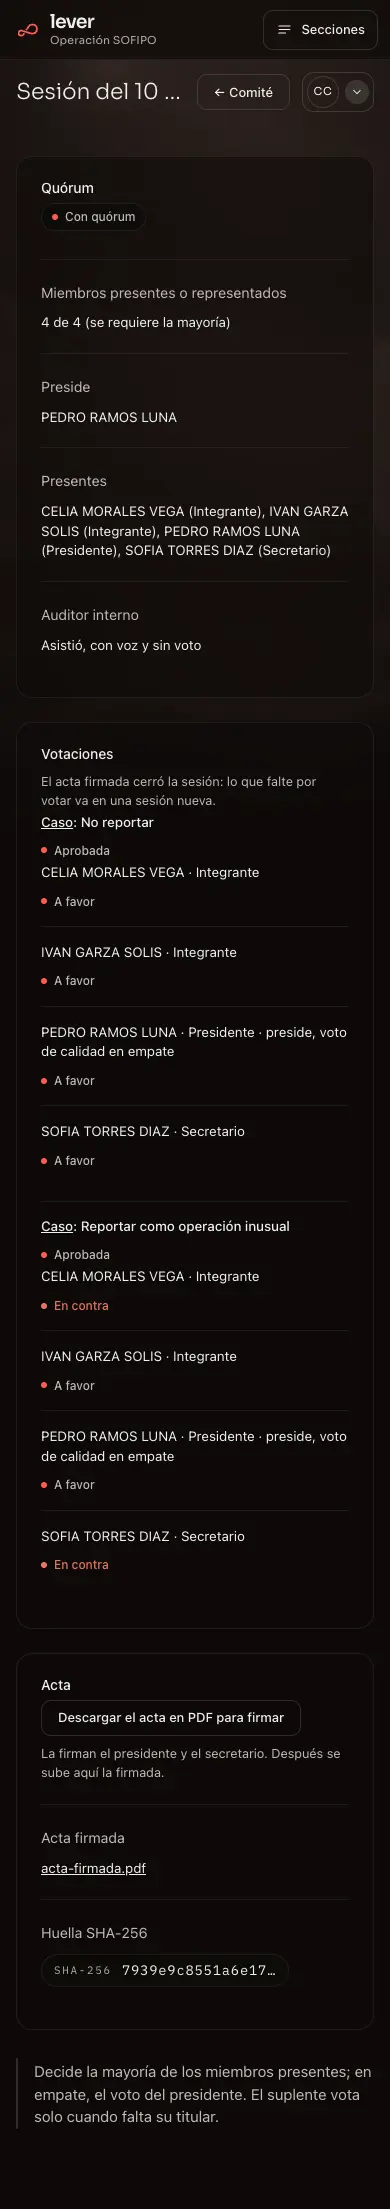 lever
Operación SOFIPO
Secciones
Sesión del 10 ...
← Comité
CC
Quórum
Con quórum
Miembros presentes o representados
4 de 4 (se requiere la mayoría)
Preside
PEDRO RAMOS LUNA
Presentes
CELIA MORALES VEGA (Integrante), IVAN GARZA
SOLIS (Integrante), PEDRO RAMOS LUNA
(Presidente), SOFIA TORRES DIAZ (Secretario)
Auditor interno
Asistió, con voz y sin voto
Votaciones
El acta firmada cerró la sesión: lo que falte por
votar va en una sesión nueva.
Caso: No reportar
Aprobada
CELIA MORALES VEGA · Integrante
A favor
IVAN GARZA SOLIS · Integrante
A favor
PEDRO RAMOS LUNA · Presidente · preside, voto
de calidad en empate
A favor
SOFIA TORRES DIAZ · Secretario
A favor
Caso: Reportar como operación inusual
Aprobada
CELIA MORALES VEGA · Integrante
En contra
IVAN GARZA SOLIS · Integrante
A favor
PEDRO RAMOS LUNA · Presidente · preside, voto
de calidad en empate
A favor
SOFIA TORRES DIAZ · Secretario
En contra
Acta
Descargar el acta en PDF para firmar
La firman el presidente y el secretario. Después se
sube aquí la firmada.
Acta firmada
acta-firmada.pdf
Huella SHA-256
SHA-256 7939e9c8551a6e17…
Decide la mayoría de los miembros presentes; en
empate, el voto del presidente. El suplente vota
solo cuando falta su titular.